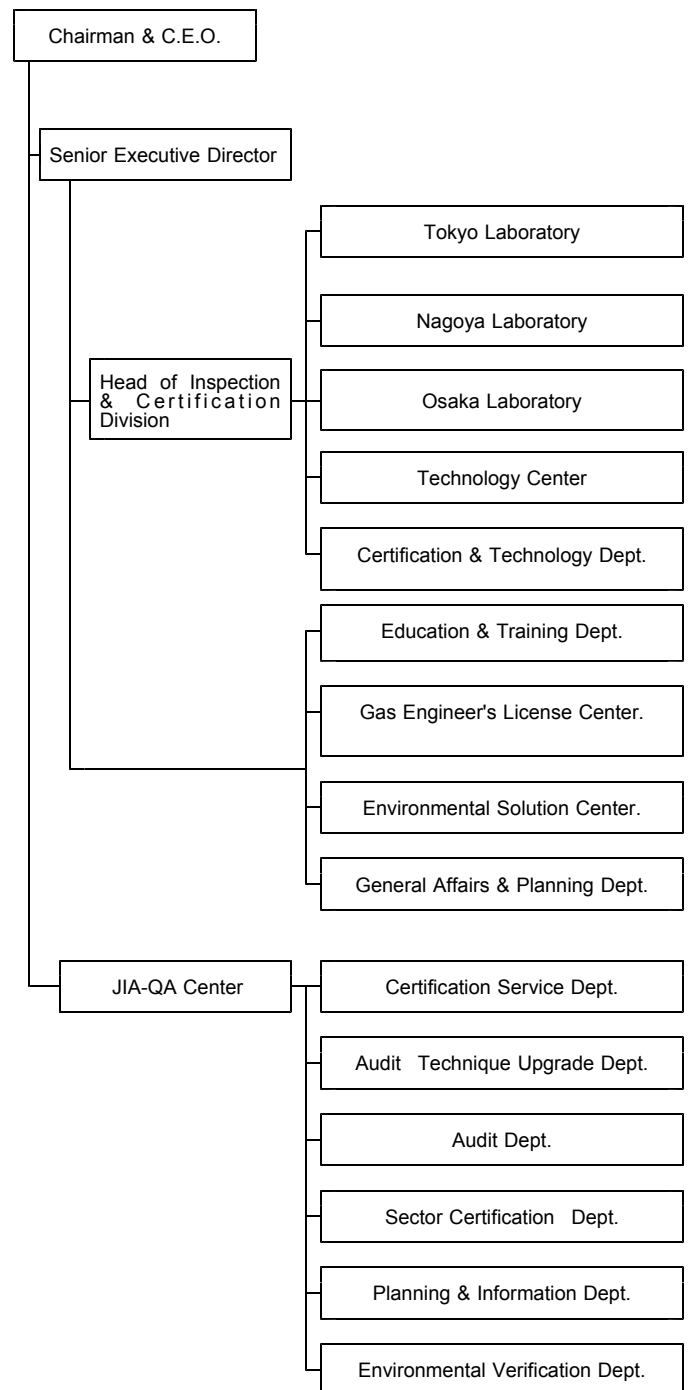 Chairman & C.E.O.
Senior Executive Director
Tokyo Laboratory
Nagoya Laboratory
Head of Inspection
& Certification
Division
Osaka Laboratory
Technology Center
Certification & Technology Dept.
Education & Training Dept.
Gas Engineer's License Center.
Environmental Solution Center.
General Affairs & Planning Dept.
JIA-QA Center
Certification Service Dept.
Audit Technique Upgrade Dept.
Audit Dept.
Sector Certification Dept.
Planning & Information Dept.
Environmental Verification Dept.